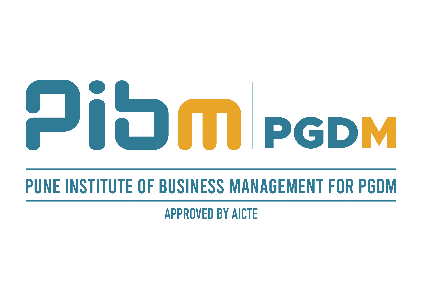 Pibm PGDM
PUNE INSTITUTE OF BUSINESS MANAGEMENT FOR PGDM
APPROVED BY AICTE